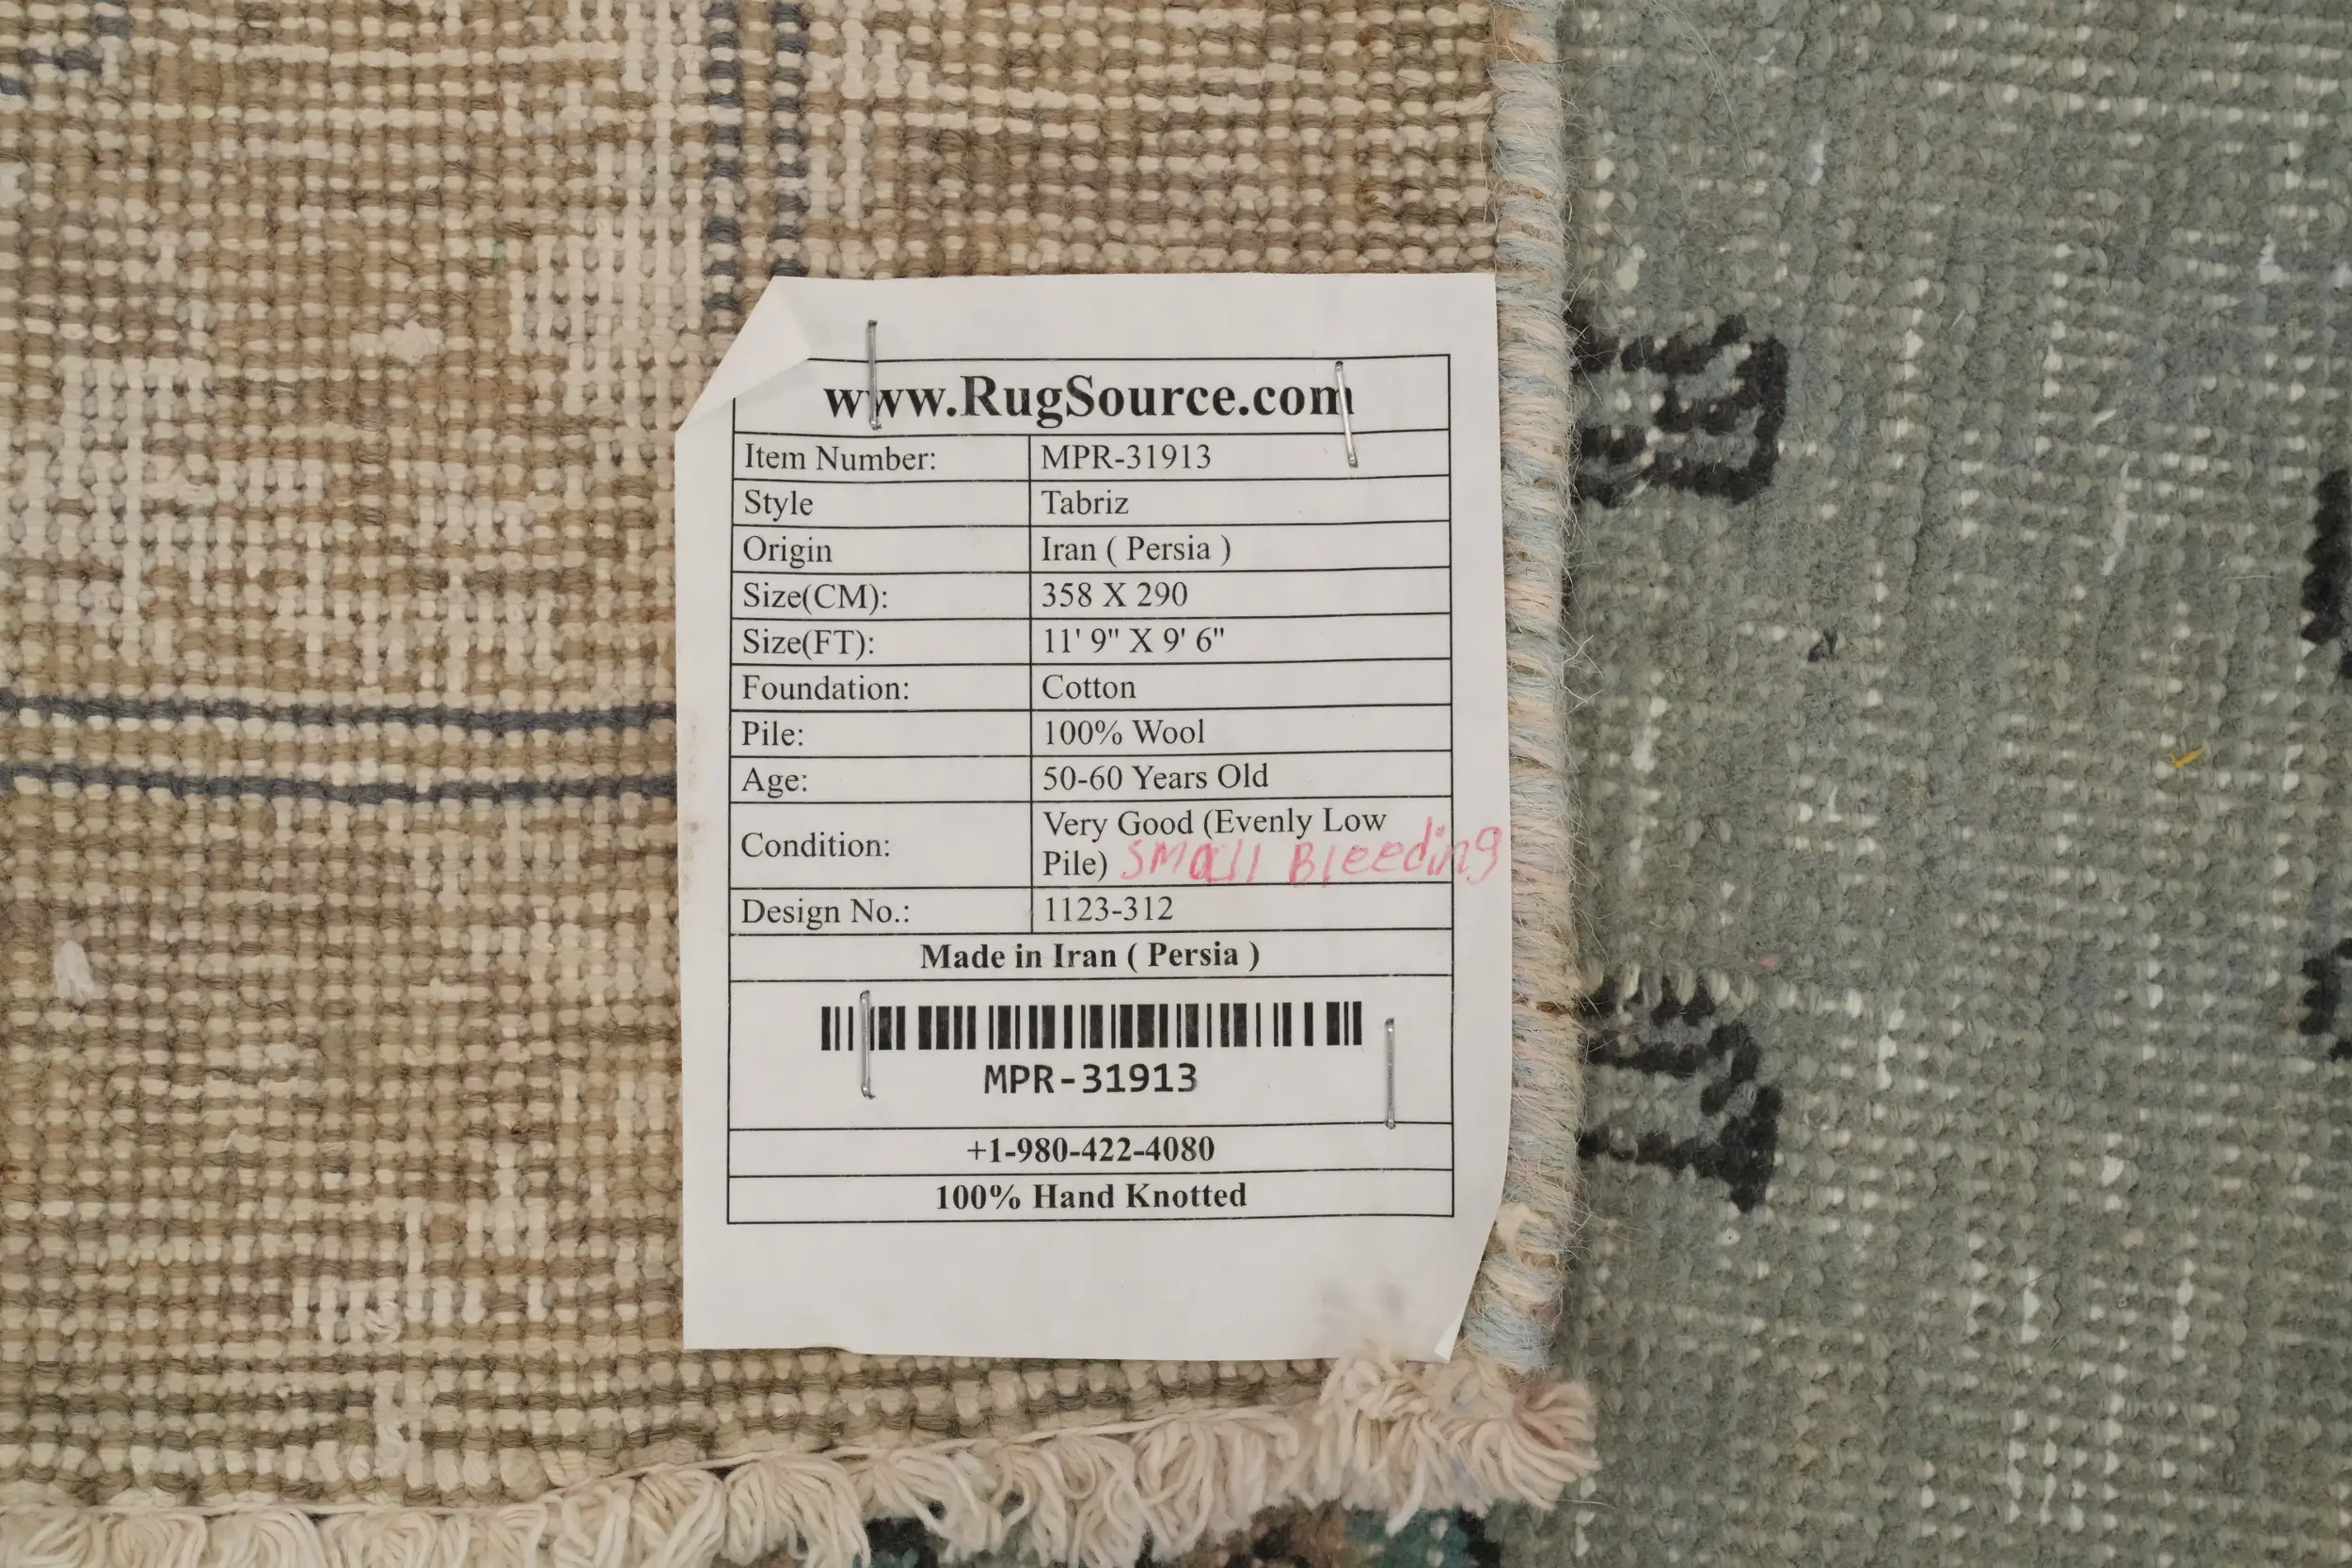 www.RugSource.com
Item Number: MPR-31913
Style Tabriz
Origin Iran ( Persia )
Size(CM): 358 X 290
Size(FT): 11' 9" X 9' 6"
Foundation: Cotton
Pile: 100% Wool
Age: 50-60 Years Old
Condition: Very Good (Evenly Low
Pile) Small Bleeding
Design No.: 1123-312
Made in Iran ( Persia )
MPR-31913
+1-980-422-4080
100% Hand Knotted